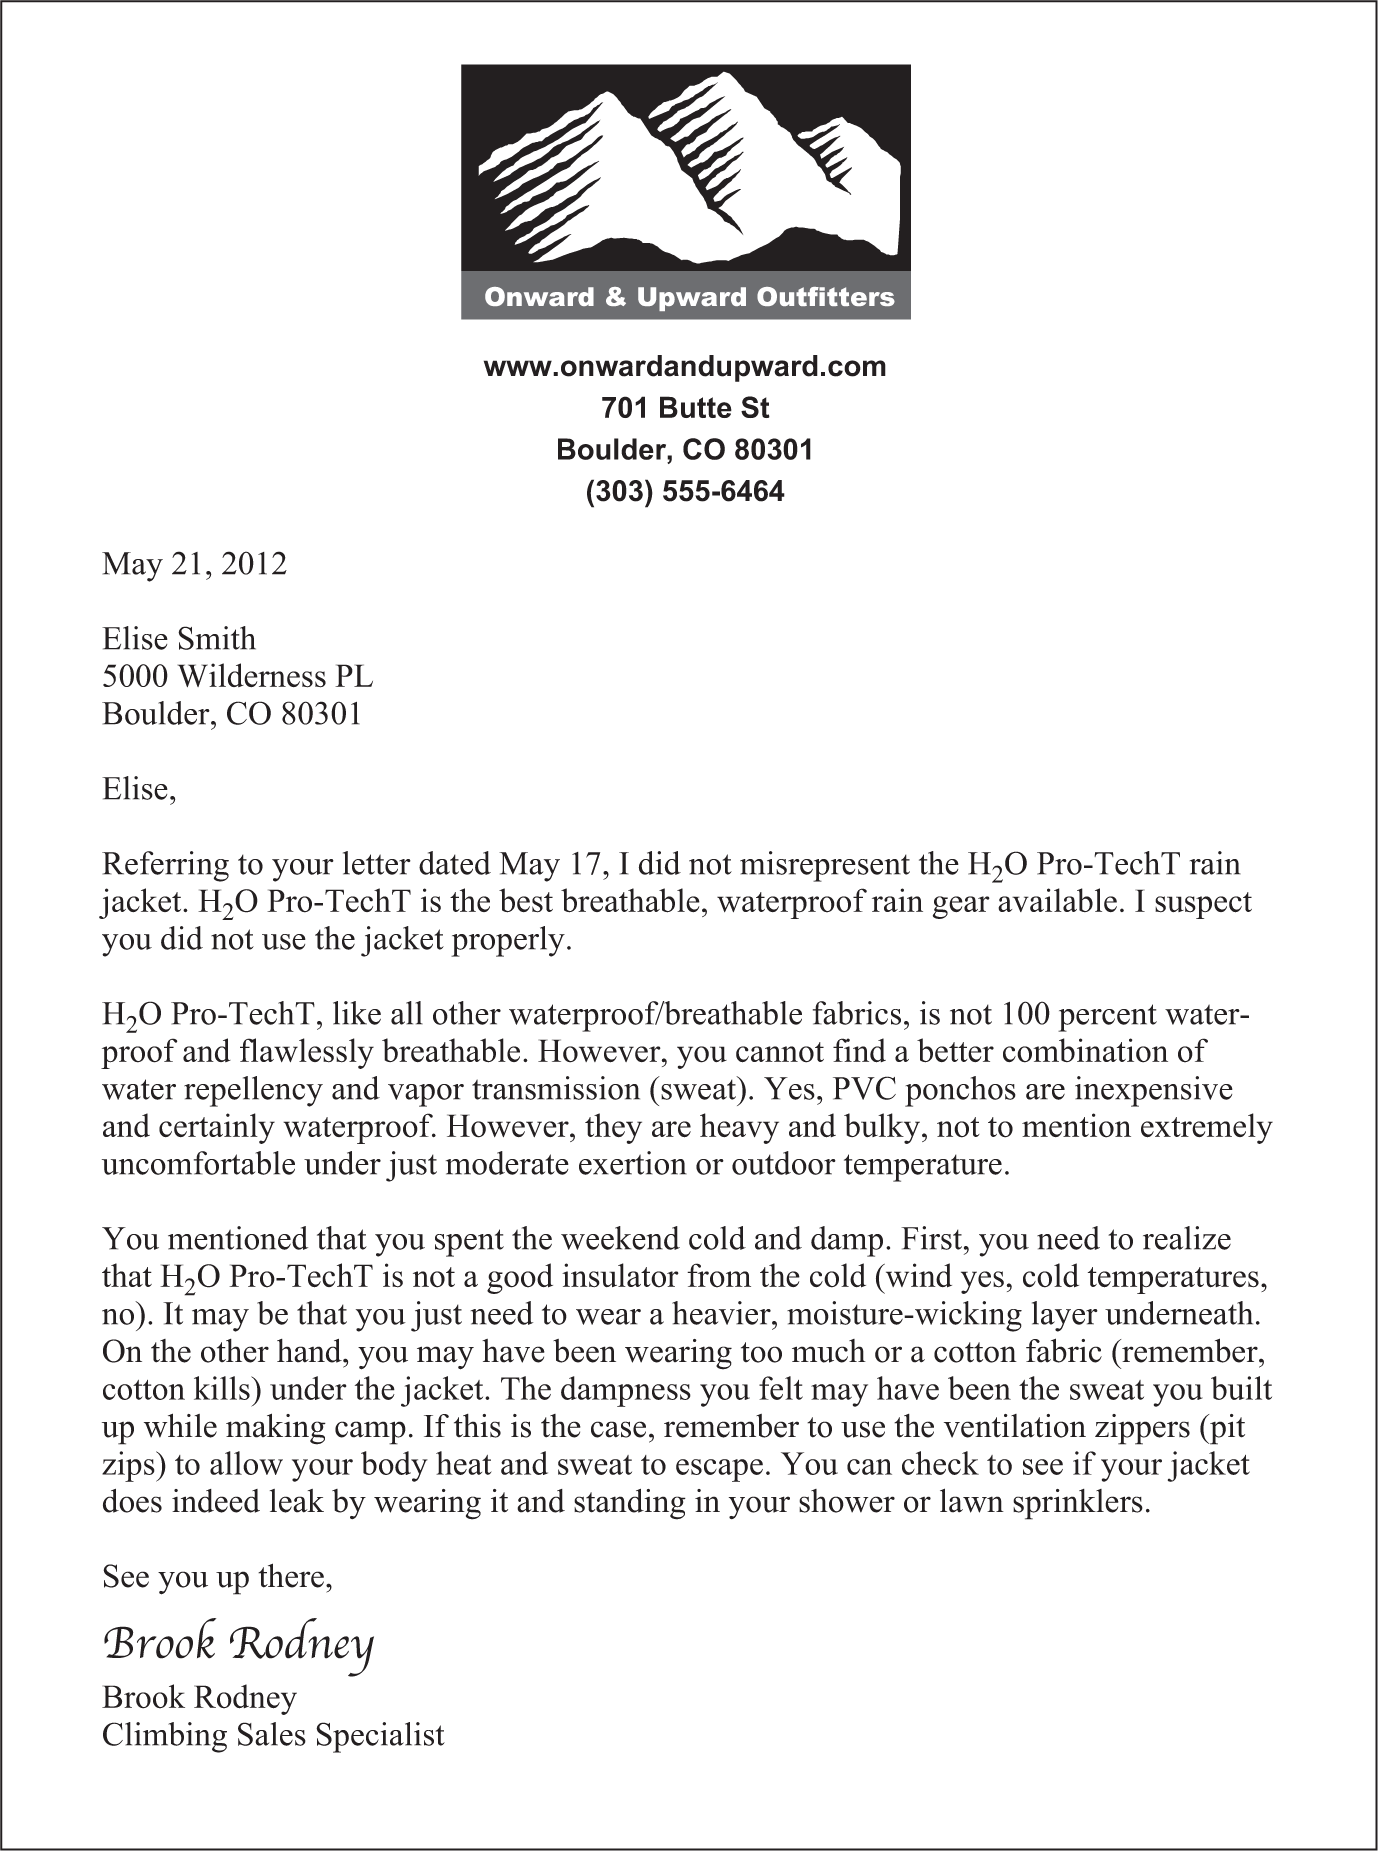 Onward & Upward Outfitters
www.onwardandupward.com
701 Butte St
Boulder, CO 80301
(303) 555-6464
May 21, 2012
Elise Smith
5000 Wilderness PL
Boulder, CO 80301
Elise,
Referring to your letter dated May 17, I did not misrepresent the H₂O Pro-TechT rain
jacket. H₂O Pro-TechT is the best breathable, waterproof rain gear available. I suspect
you did not use the jacket properly.
H₂O Pro-TechT, like all other waterproof/breathable fabrics, is not 100 percent water-
proof and flawlessly breathable. However, you cannot find a better combination of
water repellency and vapor transmission (sweat). Yes, PVC ponchos are inexpensive
and certainly waterproof. However, they are heavy and bulky, not to mention extremely
uncomfortable under just moderate exertion or outdoor temperature.
You mentioned that you spent the weekend cold and damp. First, you need to realize
that H₂O Pro-TechT is not a good insulator from the cold (wind yes, cold temperatures,
no). It may be that you just need to wear a heavier, moisture-wicking layer underneath.
On the other hand, you may have been wearing too much or a cotton fabric (remember,
cotton kills) under the jacket. The dampness you felt may have been the sweat you built
up while making camp. If this is the case, remember to use the ventilation zippers (pit
zips) to allow your body heat and sweat to escape. You can check to see if your jacket
does indeed leak by wearing it and standing in your shower or lawn sprinklers.
See you up there,
Brook Rodney
Brook Rodney
Climbing Sales Specialist